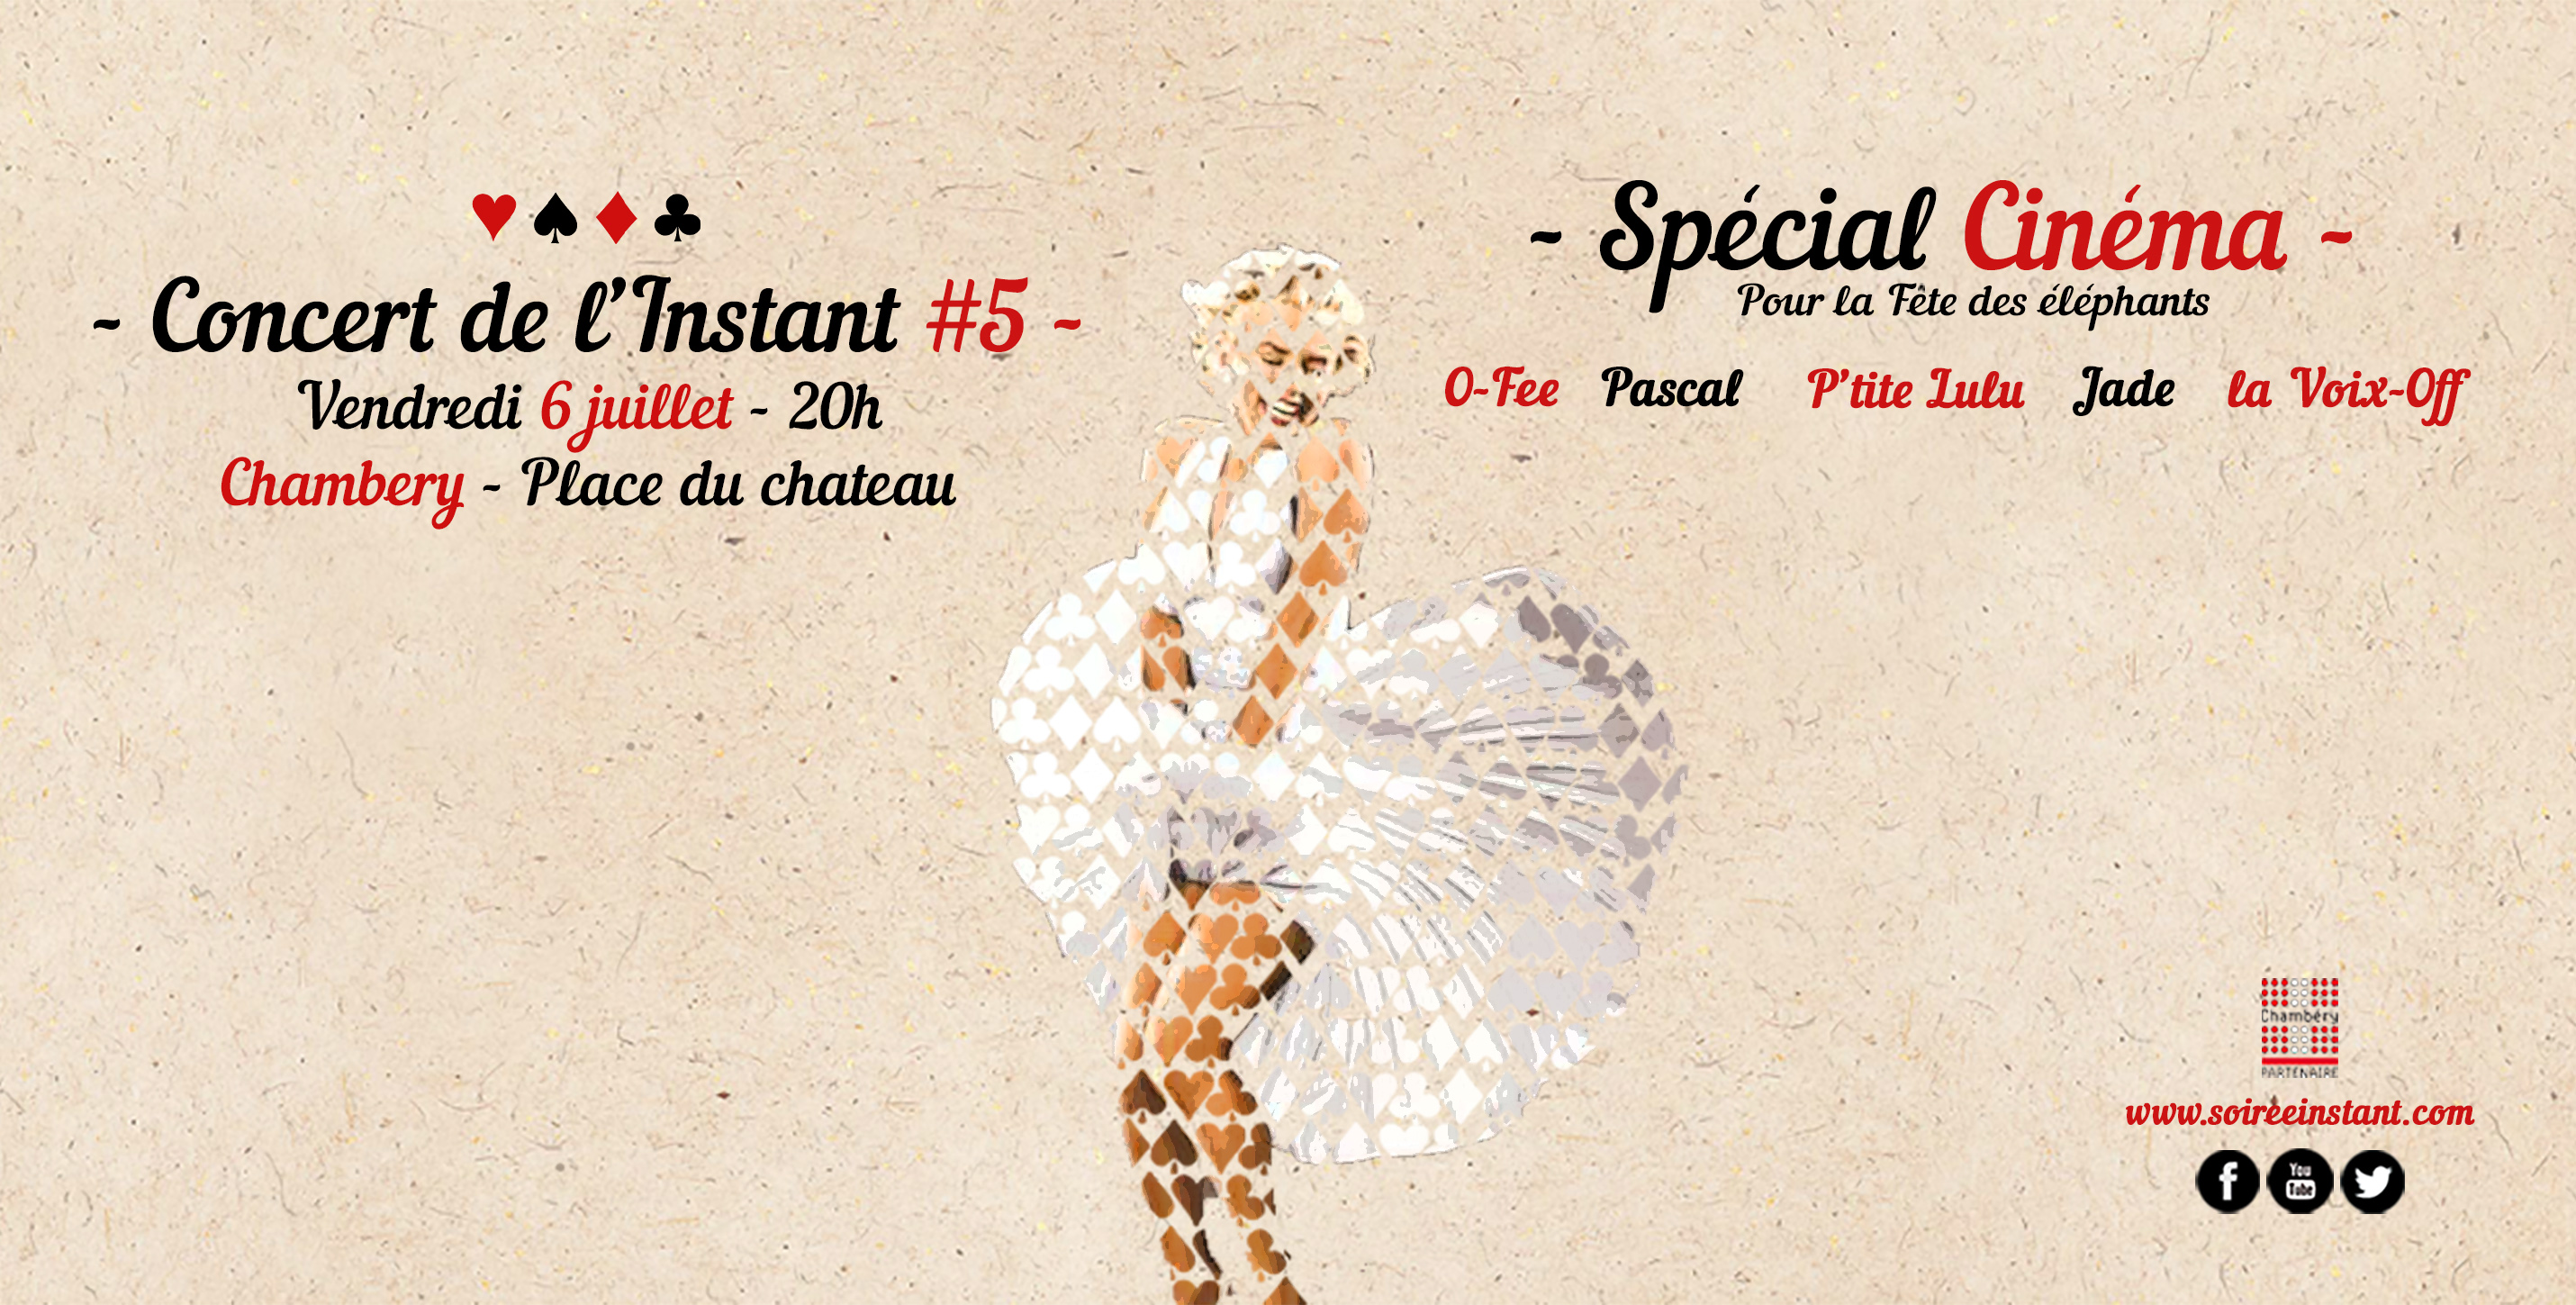 ♥ ♠ ♦ ♣
~ Concert de l'Instant #5 ~
Vendredi 6 juillet - 20h
Chambery - Place du chateau
~ Spécial Cinéma ~
Pour la Fête des éléphants
O-Fee Pascal P'tite Lulu Jade la Voix-Off
Chambéry
PARTENAIRE
www.soireeinstant.com
f You Tube